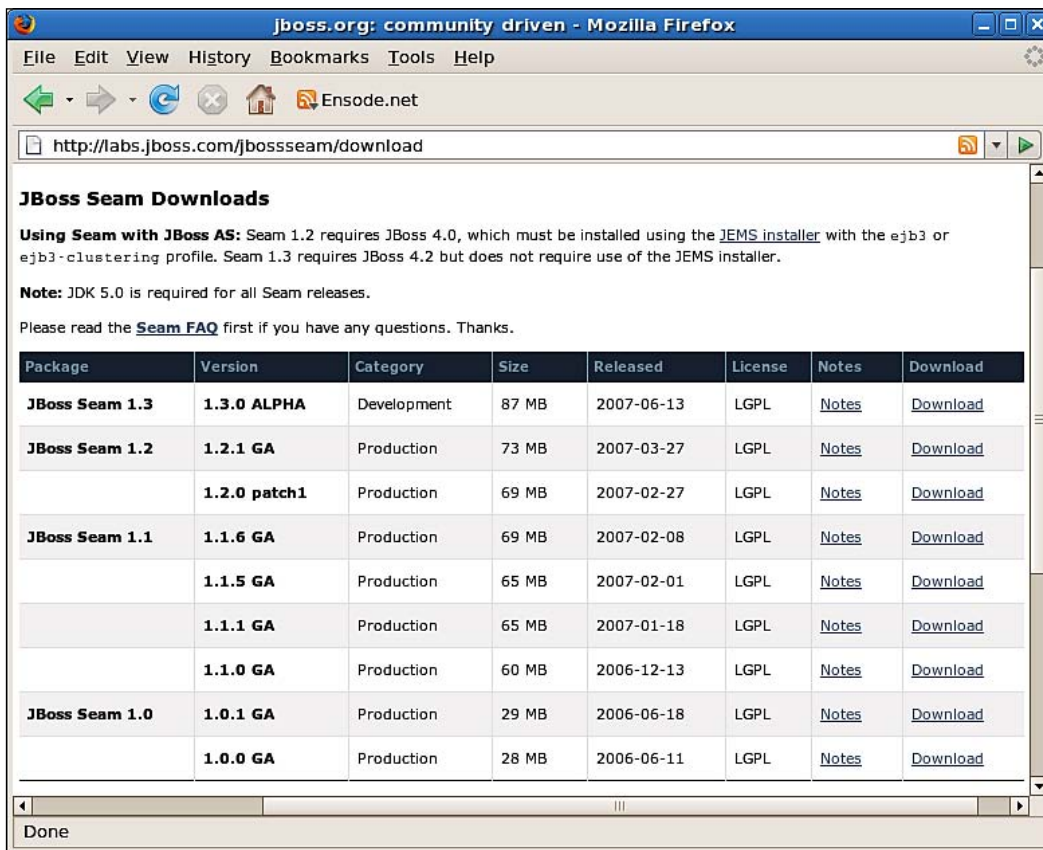 jboss.org: community driven - Mozilla Firefox
File Edit View History Bookmarks Tools Help
Ensode.net
http://labs.jboss.com/jbossseam/download
JBoss Seam Downloads
Using Seam with JBoss AS: Seam 1.2 requires JBoss 4.0, which must be installed using the JEMS installer with the ejb3 or
ejb3-clustering profile. Seam 1.3 requires JBoss 4.2 but does not require use of the JEMS installer.
Note: JDK 5.0 is required for all Seam releases.
Please read the Seam FAQ first if you have any questions. Thanks.
Package Version Category Size Released License Notes Download
JBoss Seam 1.3 1.3.0 ALPHA Development 87 MB 2007-06-13 LGPL Notes Download
JBoss Seam 1.2 1.2.1 GA Production 73 MB 2007-03-27 LGPL Notes Download
1.2.0 patch1 Production 69 MB 2007-02-27 LGPL Notes Download
JBoss Seam 1.1 1.1.6 GA Production 69 MB 2007-02-08 LGPL Notes Download
1.1.5 GA Production 65 MB 2007-02-01 LGPL Notes Download
1.1.1 GA Production 65 MB 2007-01-18 LGPL Notes Download
1.1.0 GA Production 60 MB 2006-12-13 LGPL Notes Download
JBoss Seam 1.0 1.0.1 GA Production 29 MB 2006-06-18 LGPL Notes Download
1.0.0 GA Production 28 MB 2006-06-11 LGPL Notes Download
Done